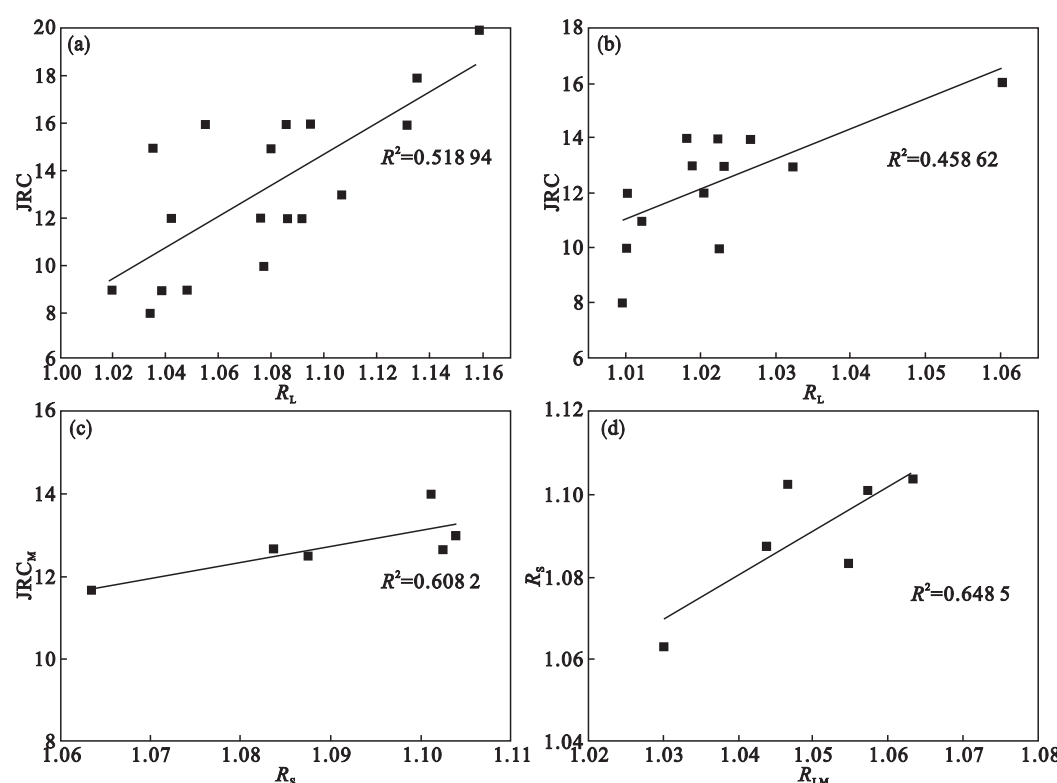 (a)
20
18
16
14
12
10
8
6
JRC
R²=0.518 94
1.00 1.02 1.04 1.06 1.08 1.10 1.12 1.14 1.16
R_L
(b)
18
16
14
12
10
8
6
JRC
R²=0.458 62
1.01 1.02 1.03 1.04 1.05 1.06
R_L
(c)
16
14
12
10
8
JRC_M
R²=0.608 2
1.06 1.07 1.08 1.09 1.10 1.11
R_S
(d)
1.12
1.10
1.08
1.06
1.04
R_S
R²=0.648 5
1.02 1.03 1.04 1.05 1.06 1.07 1.08
R_LM